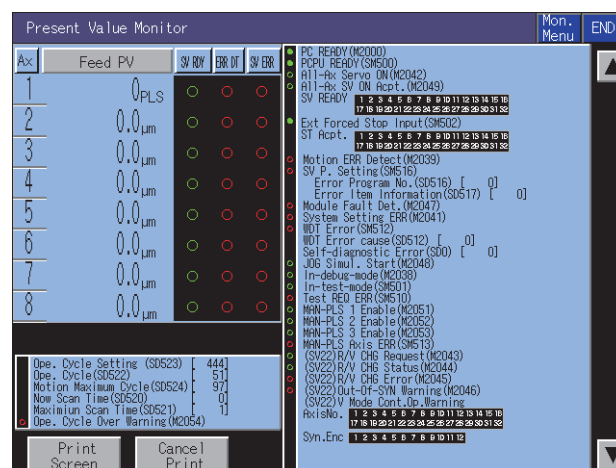 Present Value Monitor
Mon. Menu
END
Ax Feed PV SV RDY ERR DT SV ERR
1 0PLS
2 0.0µm
3 0.0µm
4 0.0µm
5 0.0µm
6 0.0µm
7 0.0µm
8 0.0µm
Ope. Cycle Setting (SD523) [ 444]
Ope. Cycle(SD522) [ 51]
Motion Maximum Cycle(SD524) [ 97]
Now Scan Time(SD520) [ 0]
Maximiun Scan Time(SD521) [ 1]
Ope. Cycle Over Warning(M2054)
Print Screen
Cancel Print
PC READY(M2000)
PCPU READY(SM500)
All-Ax Servo ON(M2042)
All-Ax SV ON Acpt.(M2049)
SV READY 1 2 3 4 5 6 7 8 9 10 11 12 13 14 15 16
17 18 19 20 21 22 23 24 25 26 27 28 29 30 31 32
Ext Forced Stop Input(SM502)
ST Acpt. 1 2 3 4 5 6 7 8 9 10 11 12 13 14 15 16
17 18 19 20 21 22 23 24 25 26 27 28 29 30 31 32
Motion ERR Detect(M2039)
SV P. Setting(SM516)
Error Program No.(SD516) [ 0]
Error Item Information(SD517) [ 0]
Module Fault Det.(M2047)
System Setting ERR(M2041)
WDT Error(SM512)
WDT Error cause(SD512) [ 0]
Self-diagnostic Error(SD0) [ 0]
JOG Simul. Start(M2048)
In-debug-mode(M2038)
In-test-mode(SM501)
Test REQ ERR(SM510)
MAN-PLS 1 Enable(M2051)
MAN-PLS 2 Enable(M2052)
MAN-PLS 3 Enable(M2053)
MAN-PLS Axis ERR(SM513)
(SV22)R/V CHG Request(M2043)
(SV22)R/V CHG Status(M2044)
(SV22)R/V CHG Error(M2045)
(SV22)Out-Of-SYN Warning(M2046)
(SV22)V Mode Cont.Op.Warning
AxisNo. 1 2 3 4 5 6 7 8 9 10 11 12 13 14 15 16
17 18 19 20 21 22 23 24 25 26 27 28 29 30 31 32
Syn.Enc 1 2 3 4 5 6 7 8 9 10 11 12